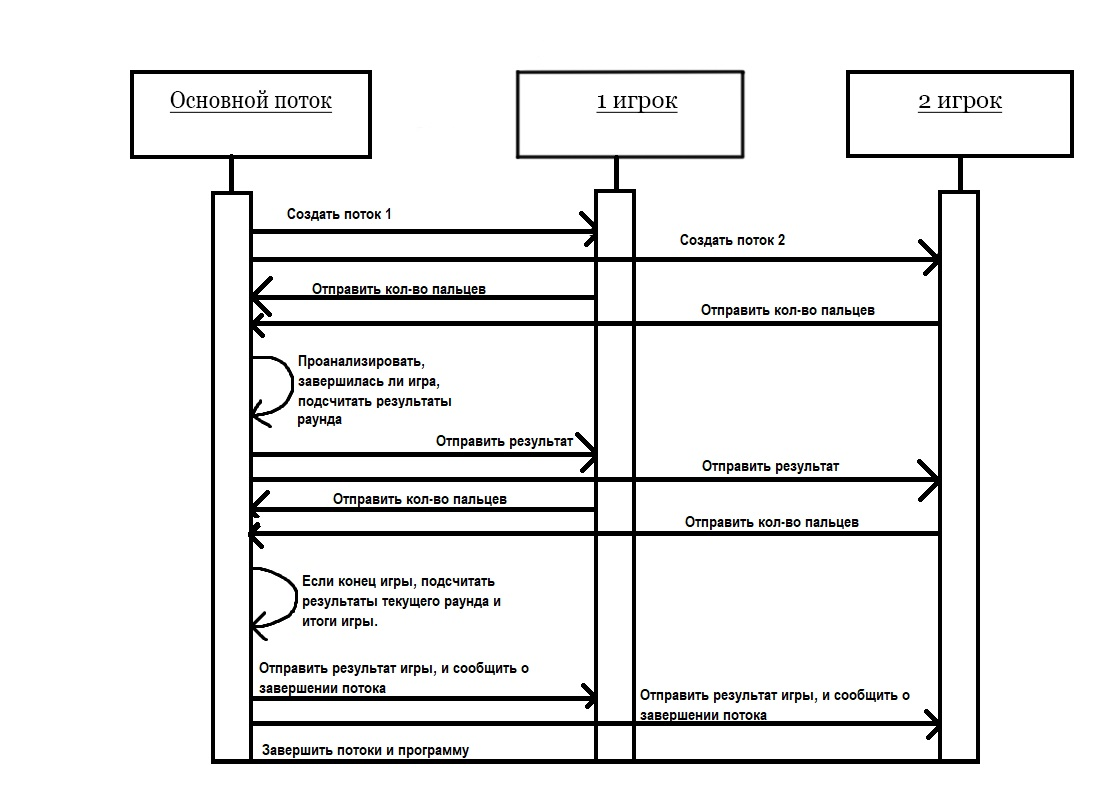 Основной поток
1 игрок
2 игрок
Создать поток 1
Создать поток 2
Отправить кол-во пальцев
Отправить кол-во пальцев
Проанализировать,
завершилась ли игра,
подсчитать результаты
раунда
Отправить результат
Отправить результат
Отправить кол-во пальцев
Отправить кол-во пальцев
Если конец игры, подсчитать
результаты текущего раунда и
итоги игры.
Отправить результат игры, и сообщить о
завершении потока
Отправить результат игры, и сообщить о
завершении потока
Завершить потоки и программу